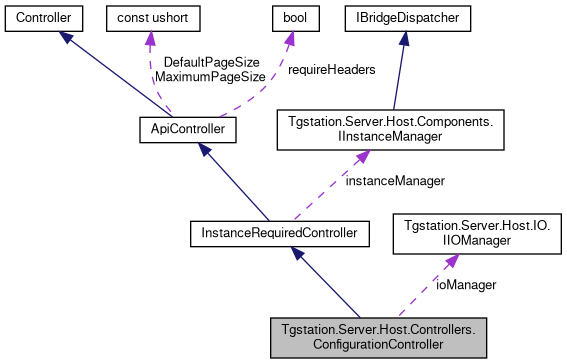 Controller
const ushort
bool
IBridgeDispatcher
DefaultPageSize
MaximumPageSize
requireHeaders
ApiController
Tgstation.Server.Host.Components.
IInstanceManager
instanceManager
InstanceRequiredController
Tgstation.Server.Host.IO.
IIOManager
ioManager
Tgstation.Server.Host.Controllers.
ConfigurationController